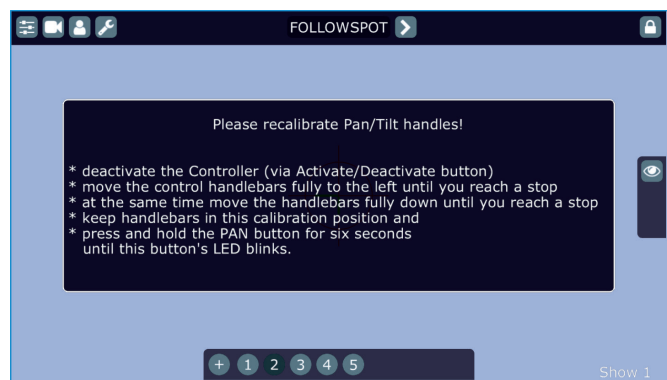 FOLLOWSPOT
Please recalibrate Pan/Tilt handles!
* deactivate the Controller (via Activate/Deactivate button)
* move the control handlebars fully to the left until you reach a stop
* at the same time move the handlebars fully down until you reach a stop
* keep handlebars in this calibration position and
* press and hold the PAN button for six seconds
until this button's LED blinks.
+ 1 2 3 4 5
Show 1